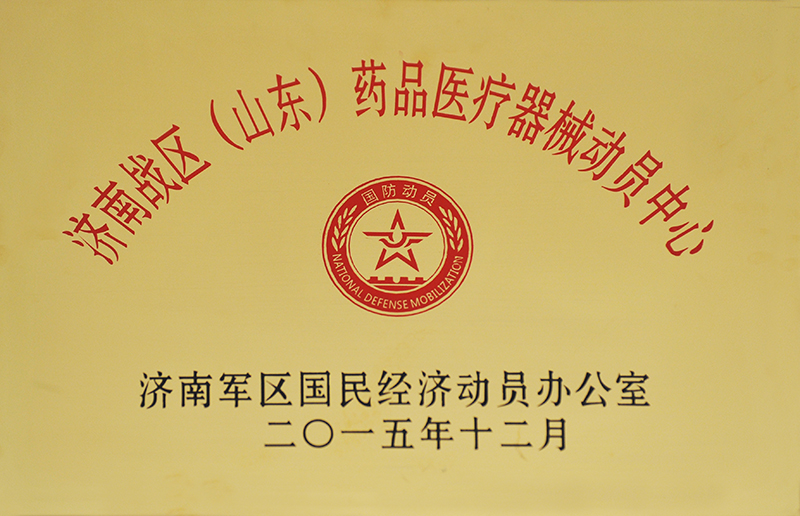 济南战区（山东）药品医疗器械动员中心
国防动员
NATIONAL DEFENSE MOBILIZATION
济南军区国民经济动员办公室
二〇一五年十二月